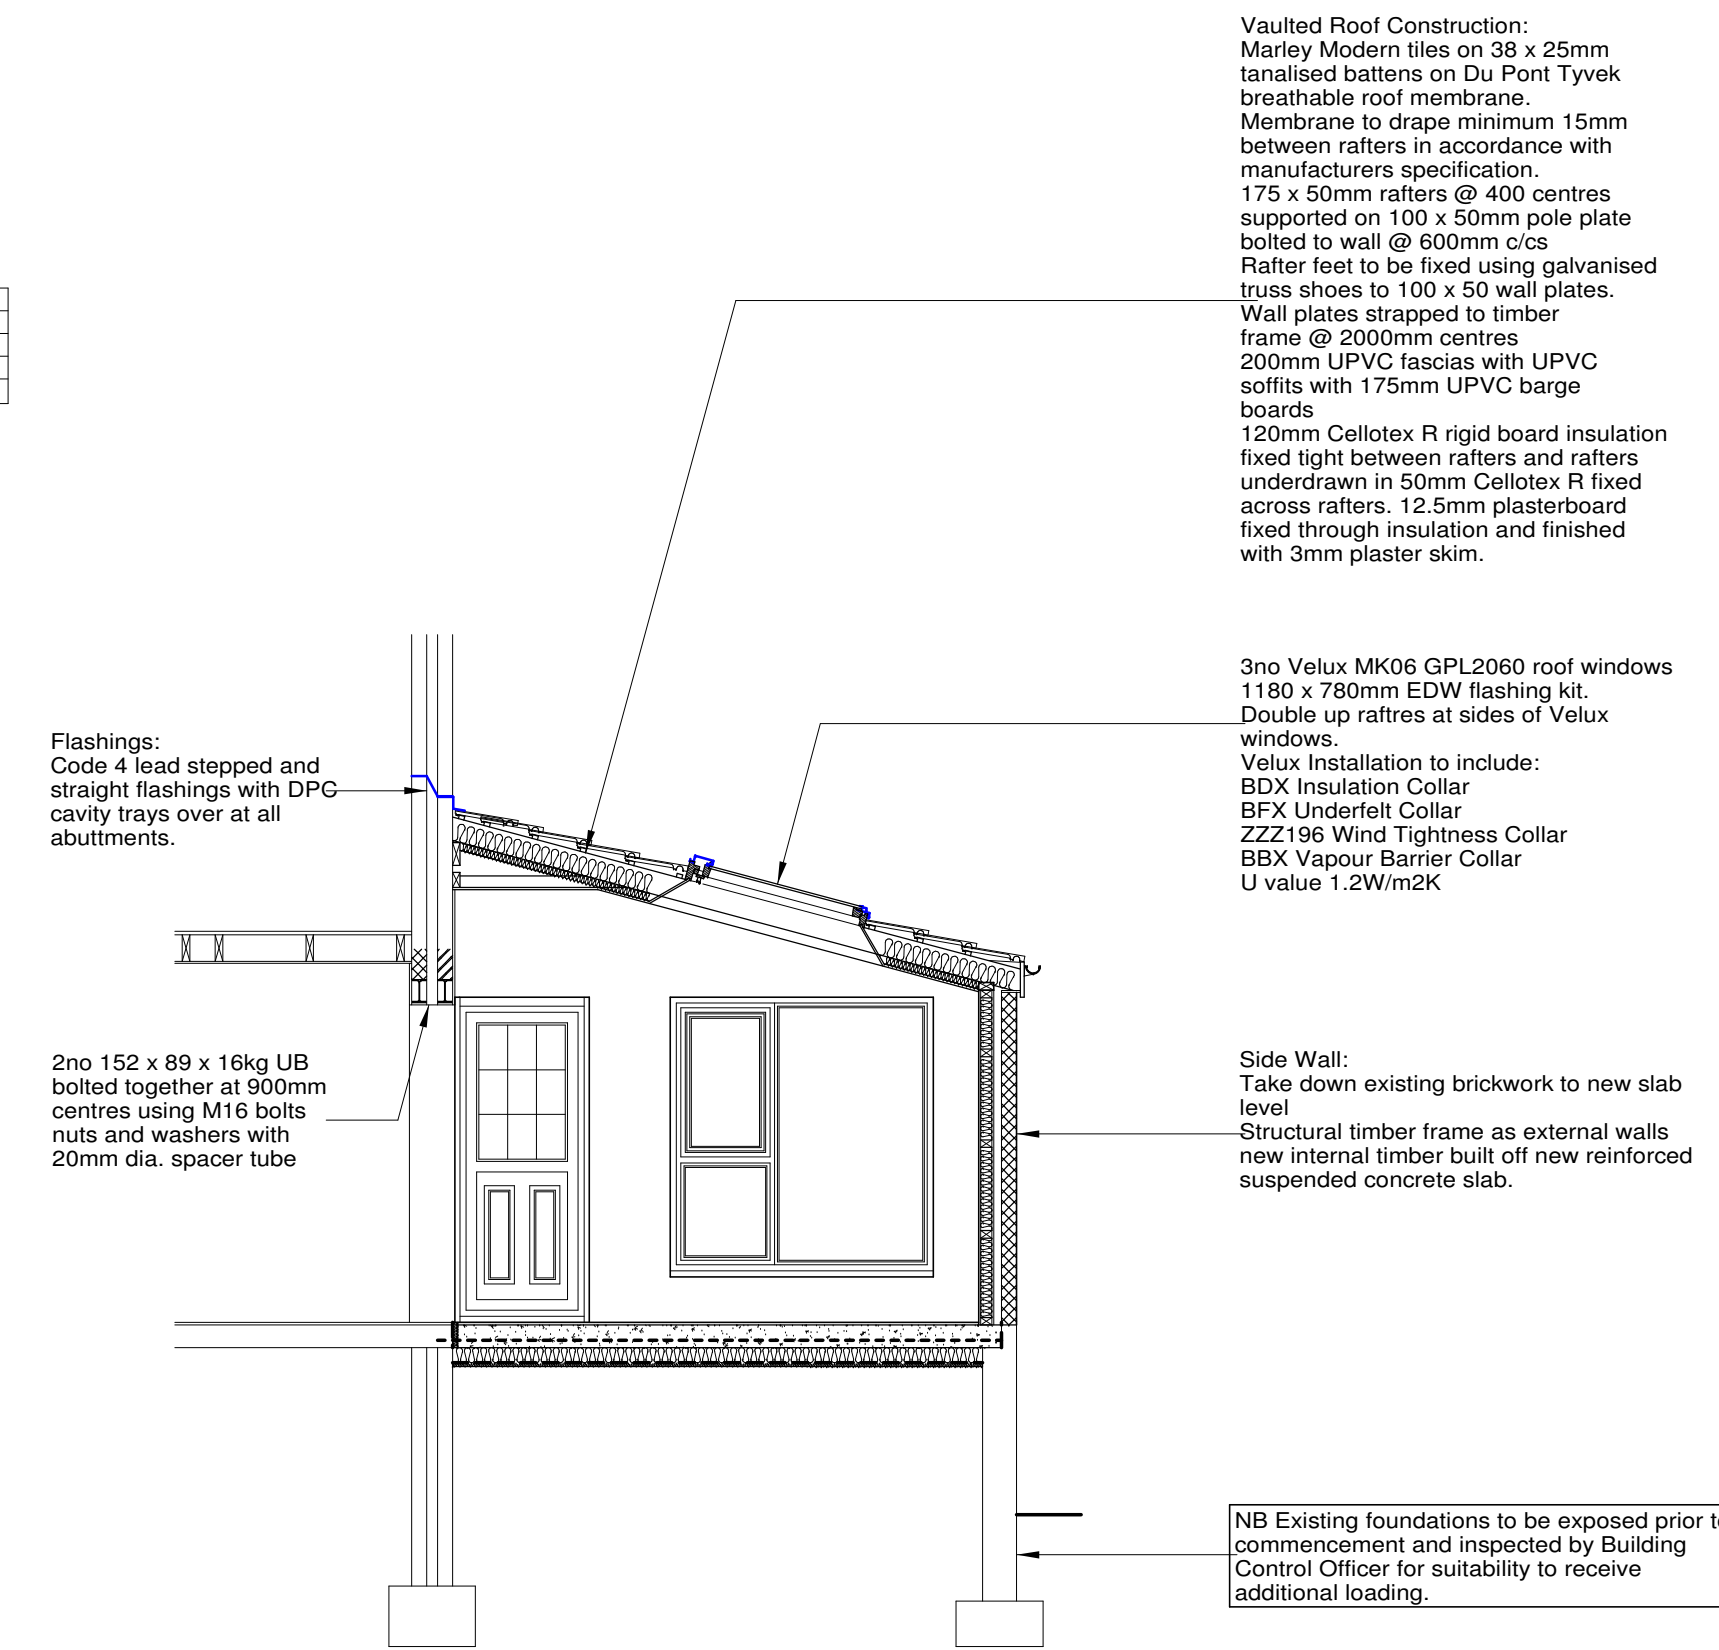 Vaulted Roof Construction:
Marley Modern tiles on 38 x 25mm
tanalised battens on Du Pont Tyvek
breathable roof membrane.
Membrane to drape minimum 15mm
between rafters in accordance with
manufacturers specification.
175 x 50mm rafters @ 400 centres
supported on 100 x 50mm pole plate
bolted to wall @ 600mm c/cs
Rafter feet to be fixed using galvanised
truss shoes to 100 x 50 wall plates.
Wall plates strapped to timber
frame @ 2000mm centres
200mm UPVC fascias with UPVC
soffits with 175mm UPVC barge
boards
120mm Cellotex R rigid board insulation
fixed tight between rafters and rafters
underdrawn in 50mm Cellotex R fixed
across rafters. 12.5mm plasterboard
fixed through insulation and finished
with 3mm plaster skim.
3no Velux MK06 GPL2060 roof windows
1180 x 780mm EDW flashing kit.
Double up raftres at sides of Velux
windows.
Velux Installation to include:
BDX Insulation Collar
BFX Underfelt Collar
ZZZ196 Wind Tightness Collar
BBX Vapour Barrier Collar
U value 1.2W/m2K
Flashings:
Code 4 lead stepped and
straight flashings with DPC
cavity trays over at all
abuttments.
2no 152 x 89 x 16kg UB
bolted together at 900mm
centres using M16 bolts
nuts and washers with
20mm dia. spacer tube
Side Wall:
Take down existing brickwork to new slab
level
Structural timber frame as external walls
new internal timber built off new reinforced
suspended concrete slab.
NB Existing foundations to be exposed prior
commencement and inspected by Building
Control Officer for suitability to receive
additional loading.